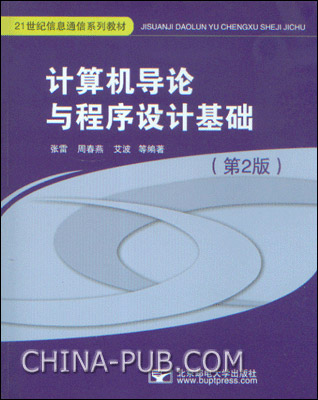 21世纪信息通信系列教材
JISUANJI DAOLUN YU CHENGXU SHEJI JICHU
计算机导论
与程序设计基础
张雷 周春燕 艾波 等编著
(第2版)
CHINA-PUB.COM
北京邮电大学出版社
www.buptpress.com